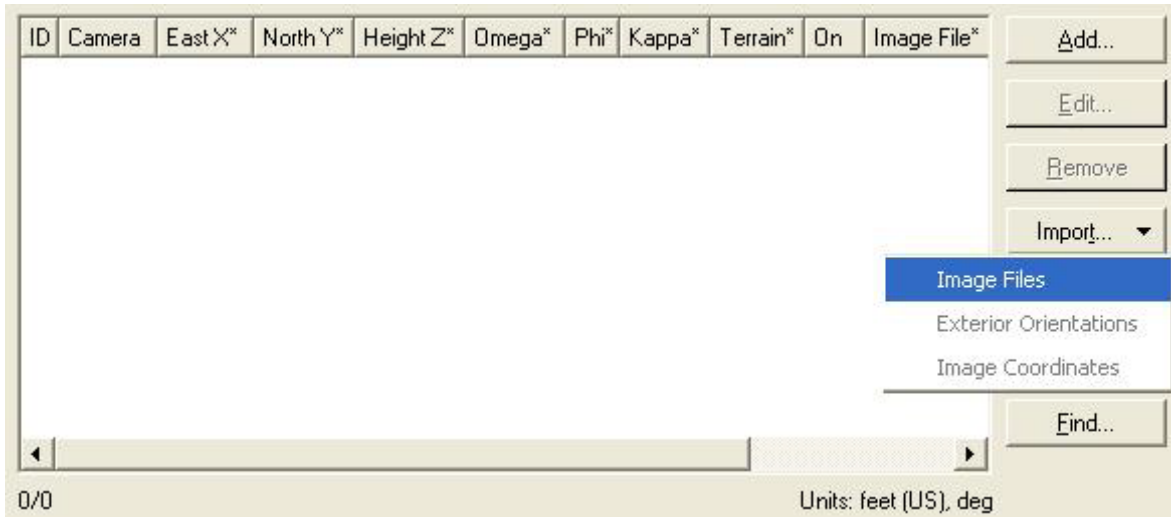 ID Camera East X* North Y* Height Z* Omega* Phi* Kappa* Terrain* On Image File*
Add...
Edit...
Remove
Import...
Image Files
Exterior Orientations
Image Coordinates
Find...
0/0 Units: feet (US), deg